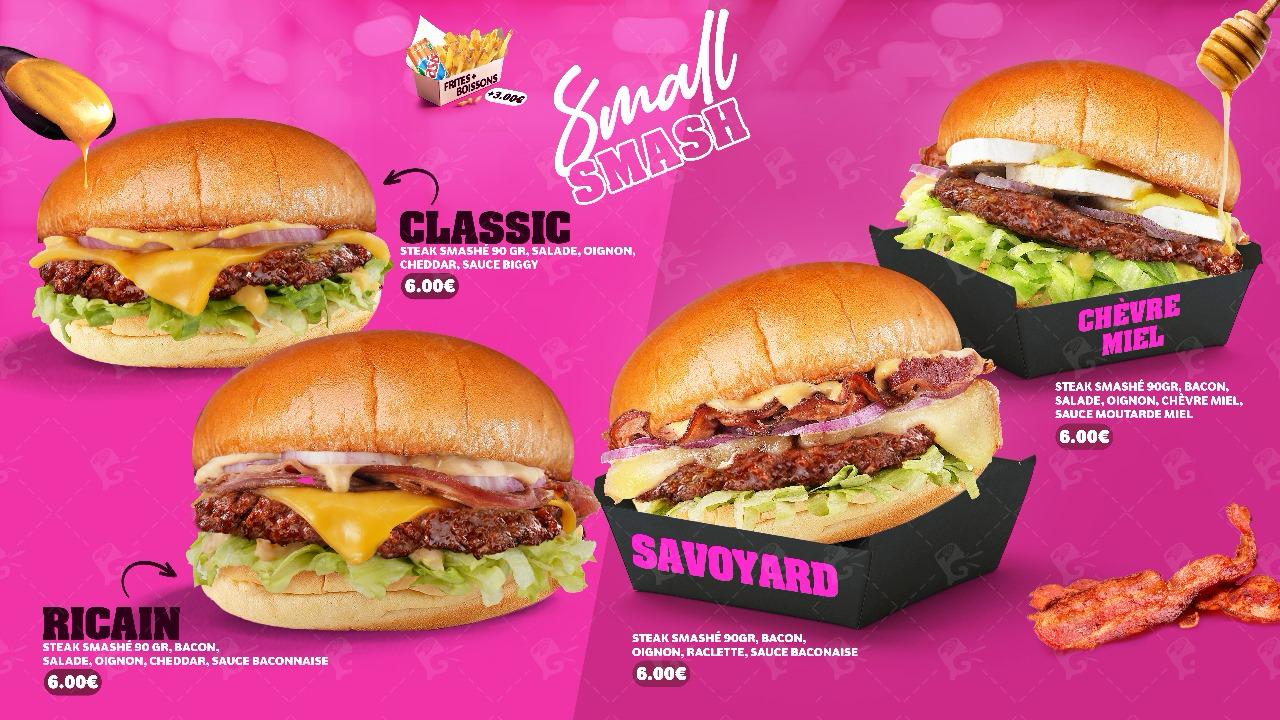 Small
SMASH
FRITES+
BOISSONS
+3.00€
CLASSIC
STEAK SMASHÉ 90 GR, SALADE, OIGNON,
CHEDDAR, SAUCE BIGGY
6.00€
RICAIN
STEAK SMASHÉ 90 GR, BACON,
SALADE, OIGNON, CHEDDAR, SAUCE BACONNAISE
6.00€
SAVOYARD
STEAK SMASHÉ 90GR, BACON,
OIGNON, RACLETTE, SAUCE BACONAISE
6.00€
CHÈVRE
MIEL
STEAK SMASHÉ 90GR, BACON,
SALADE, OIGNON, CHÈVRE MIEL,
SAUCE MOUTARDE MIEL
6.00€